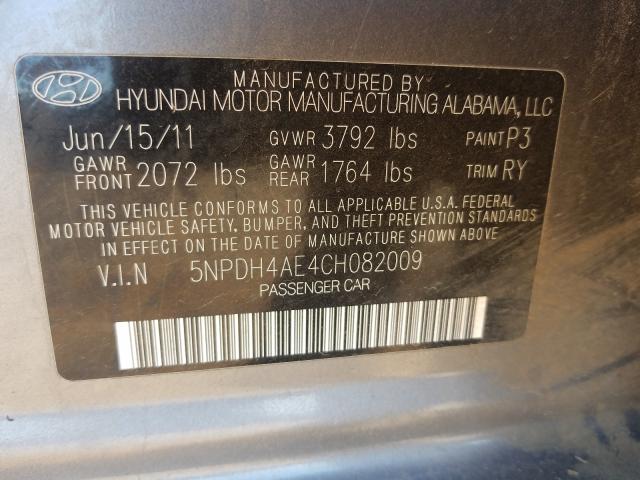 MANUFACTURED BY
HYUNDAI MOTOR MANUFACTURING ALABAMA, LLC
Jun/15/11 GVWR 3792 lbs PAINT P3
GAWR FRONT 2072 lbs GAWR REAR 1764 lbs TRIM RY
THIS VEHICLE CONFORMS TO ALL APPLICABLE U.S.A. FEDERAL
MOTOR VEHICLE SAFETY, BUMPER, AND THEFT PREVENTION STANDARDS
IN EFFECT ON THE DATE OF MANUFACTURE SHOWN ABOVE.
V.I.N 5NPDH4AE4CH082009
PASSENGER CAR